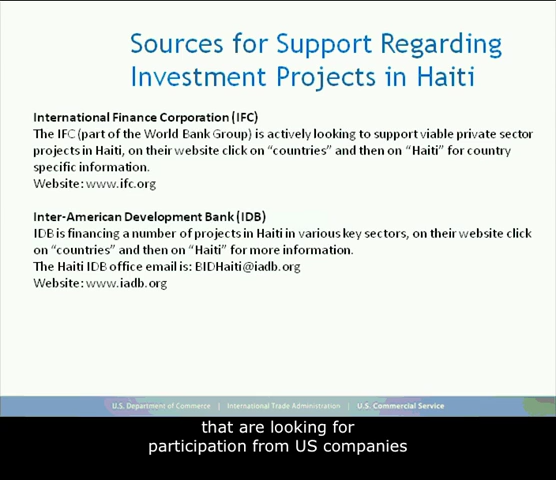 Sources for Support Regarding
Investment Projects in Haiti
International Finance Corporation (IFC)
The IFC (part of the World Bank Group) is actively looking to support viable private sector
projects in Haiti, on their website click on “countries” and then on “Haiti” for country
specific information.
Website: www.ifc.org
Inter-American Development Bank (IDB)
IDB is financing a number of projects in Haiti in various key sectors, on their website click
on “countries” and then on “Haiti” for more information.
The Haiti IDB office email is: BIDHaiti@iadb.org
Website: www.iadb.org
U.S. Department of Commerce | International Trade Administration | U.S. Commercial Service
that are looking for
participation from US companies